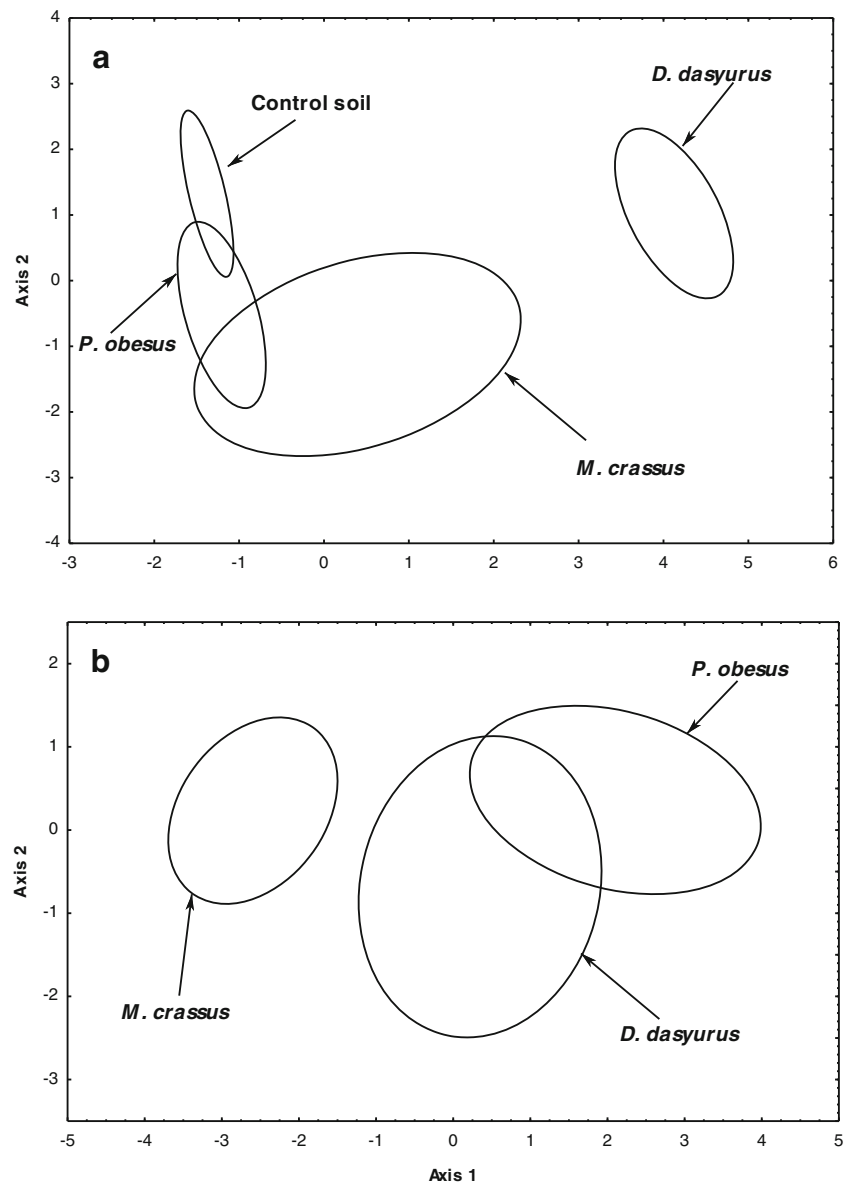 a
4
3
2
1
0
-1
-2
-3
-4
Axis 2
Control soil
D. dasyurus
P. obesus
M. crassus
-3 -2 -1 0 1 2 3 4 5 6
b
2
1
0
-1
-2
-3
Axis 2
P. obesus
M. crassus
D. dasyurus
-5 -4 -3 -2 -1 0 1 2 3 4 5
Axis 1